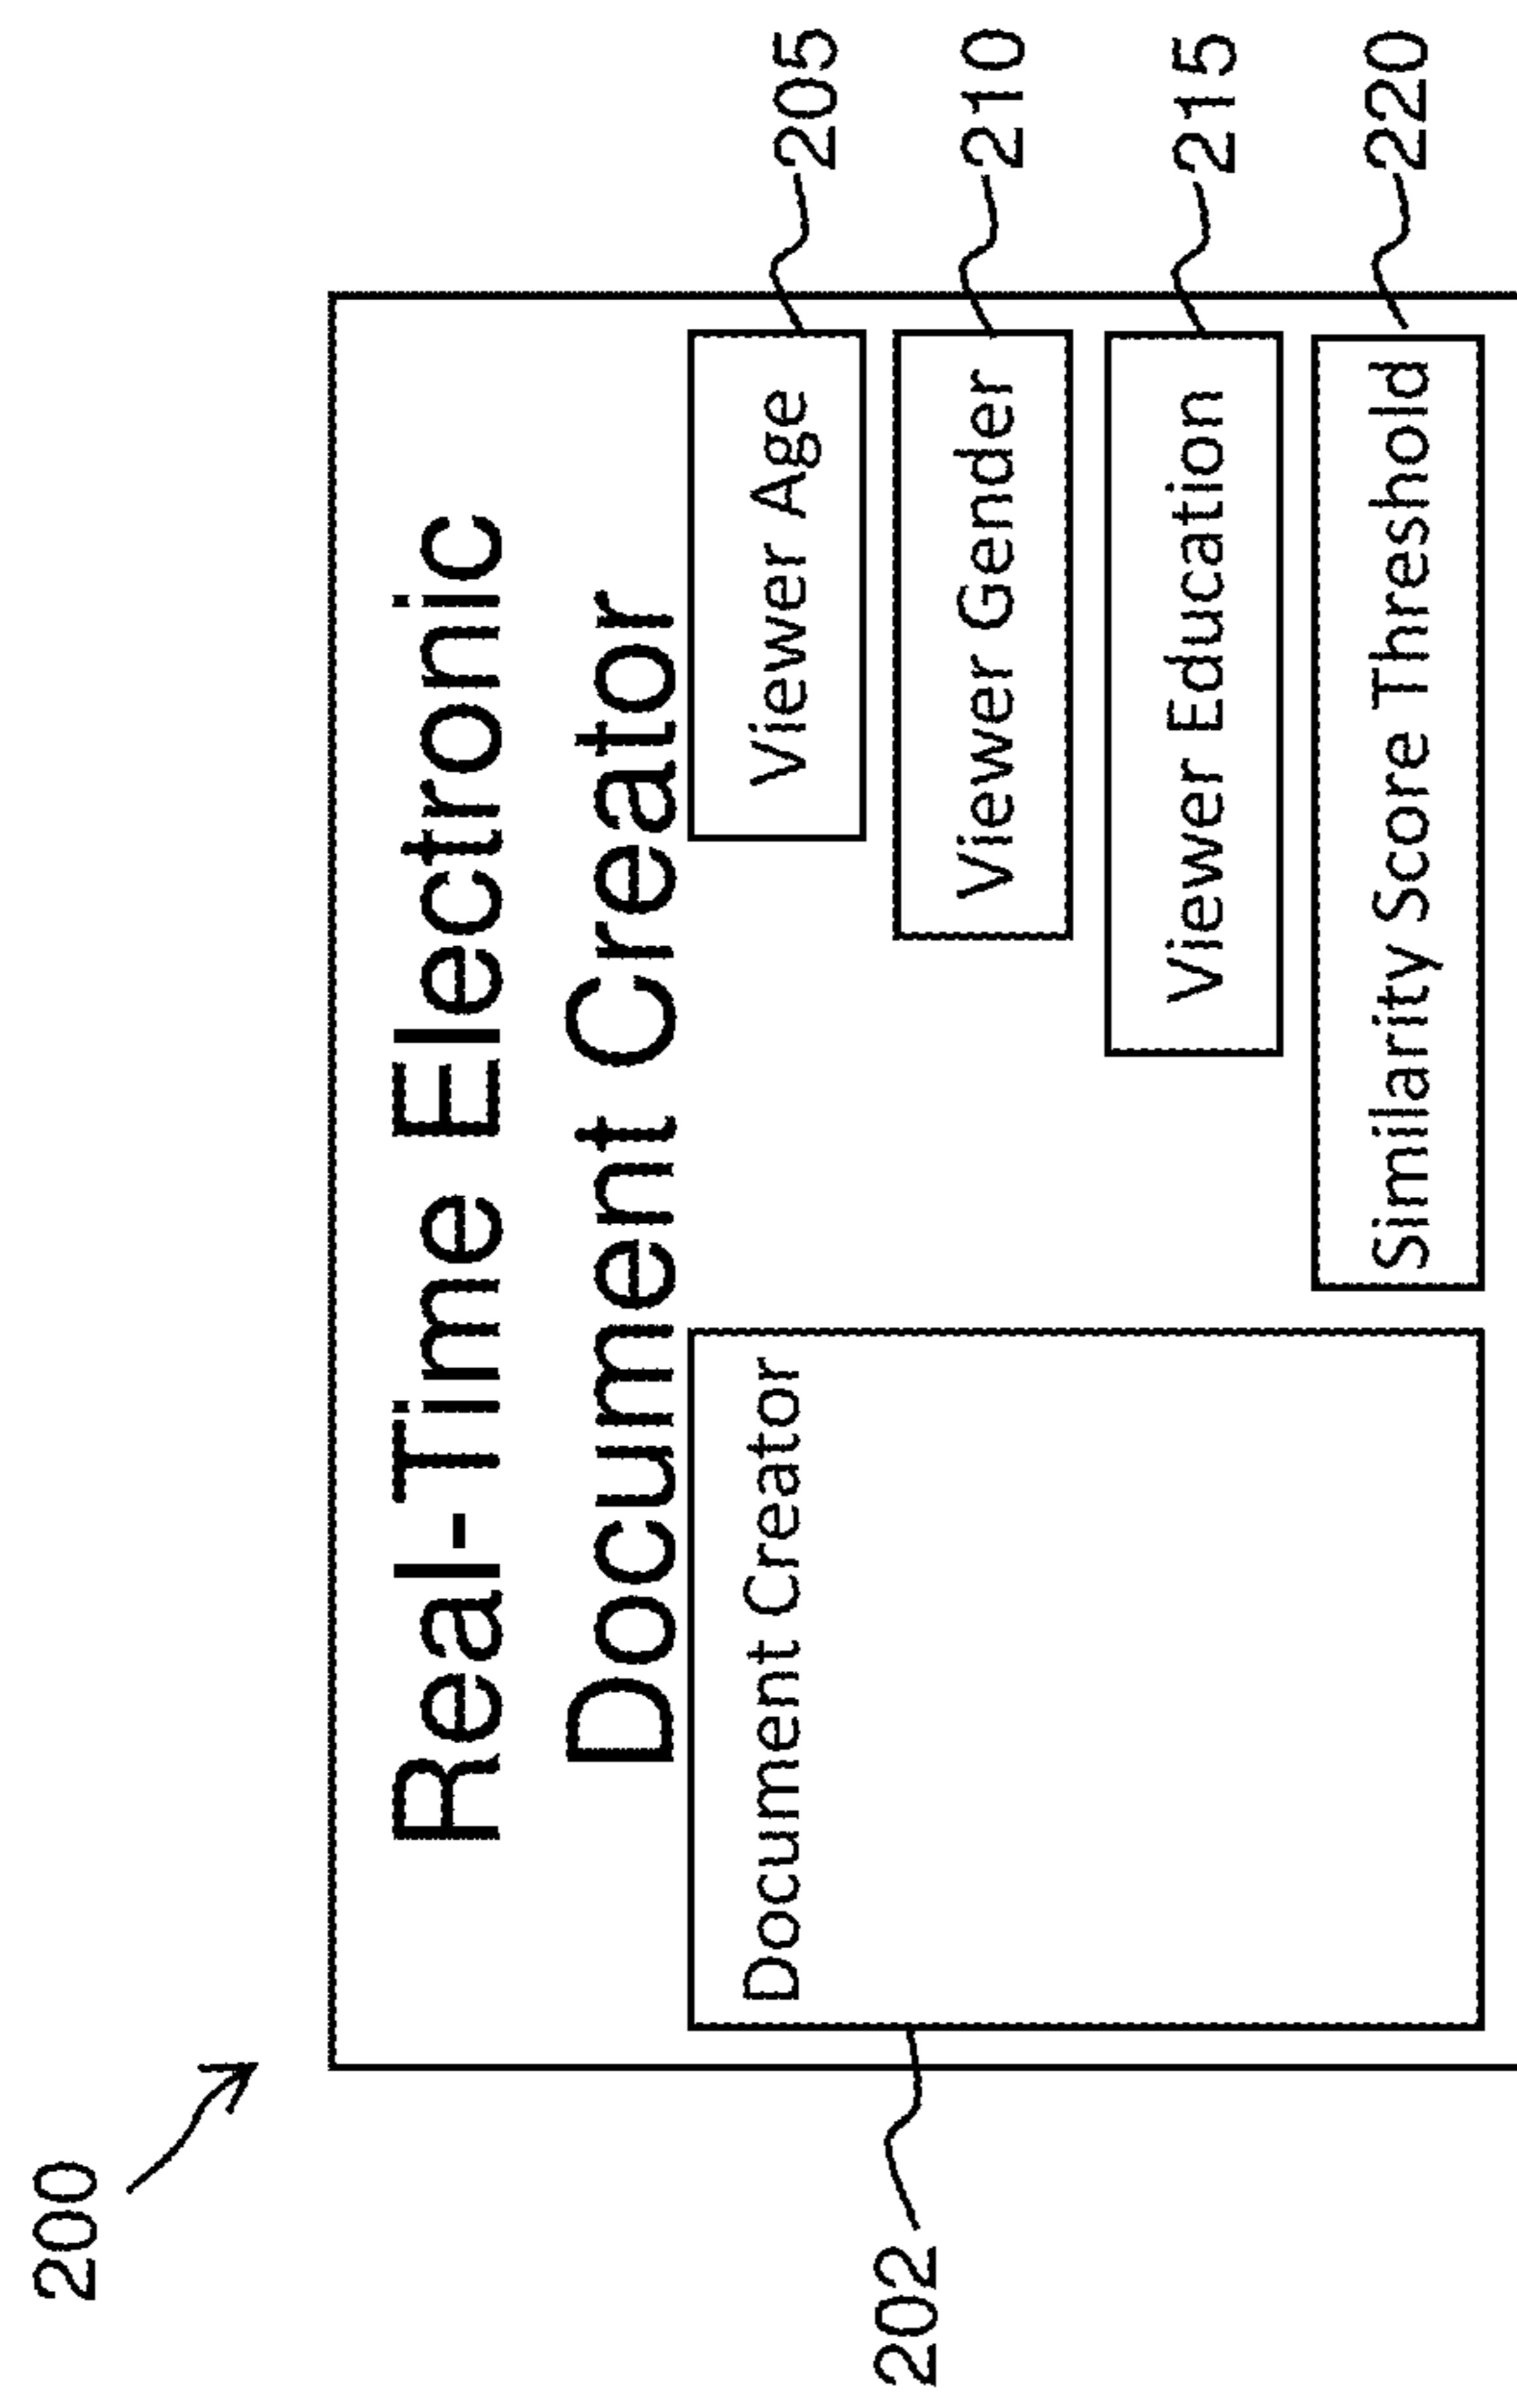 200
Real-Time Electronic
Document Creator
202
Document Creator
Viewer Age
205
Viewer Gender
210
Viewer Education
215
Similarity Score Threshold
220